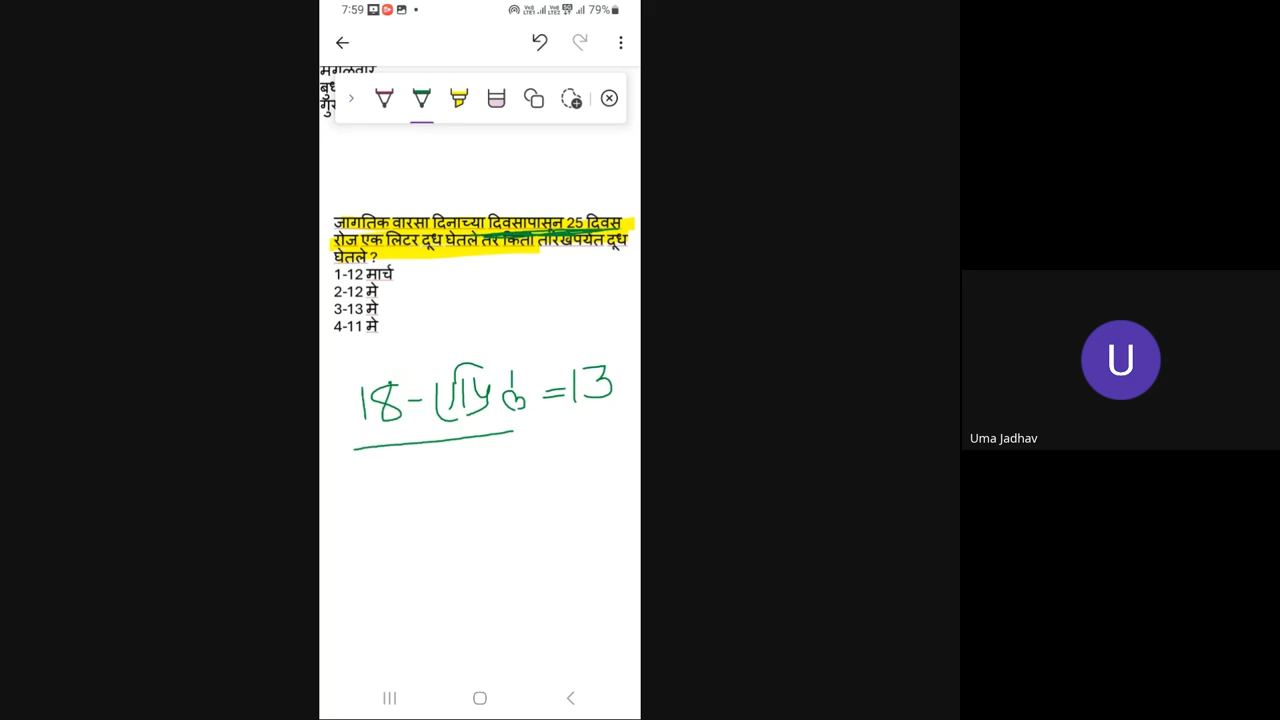 7:59
79%
मंगळवार
बुध
गुर
जागतिक वारसा दिनाच्या दिवसापासून 25 दिवस
रोज एक लिटर दूध घेतले तर किती तारखेपर्यंत दूध
घेतले ?
1-12 मार्च
2-12 मे
3-13 मे
4-11 मे
18- =13
U
Uma Jadhav